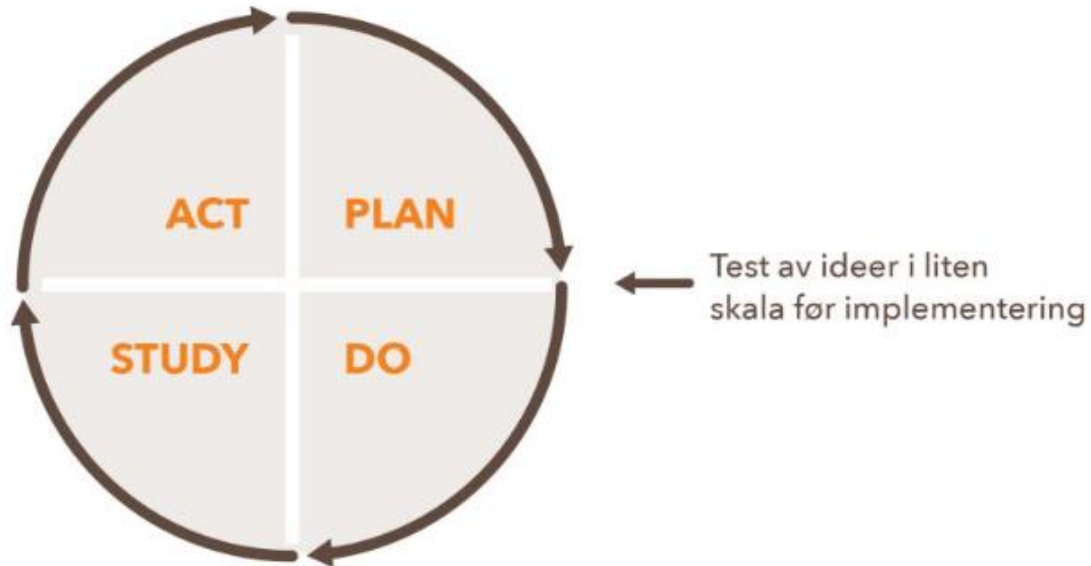 ACT
PLAN
Test av ideer i liten
skala før implementering
STUDY
DO